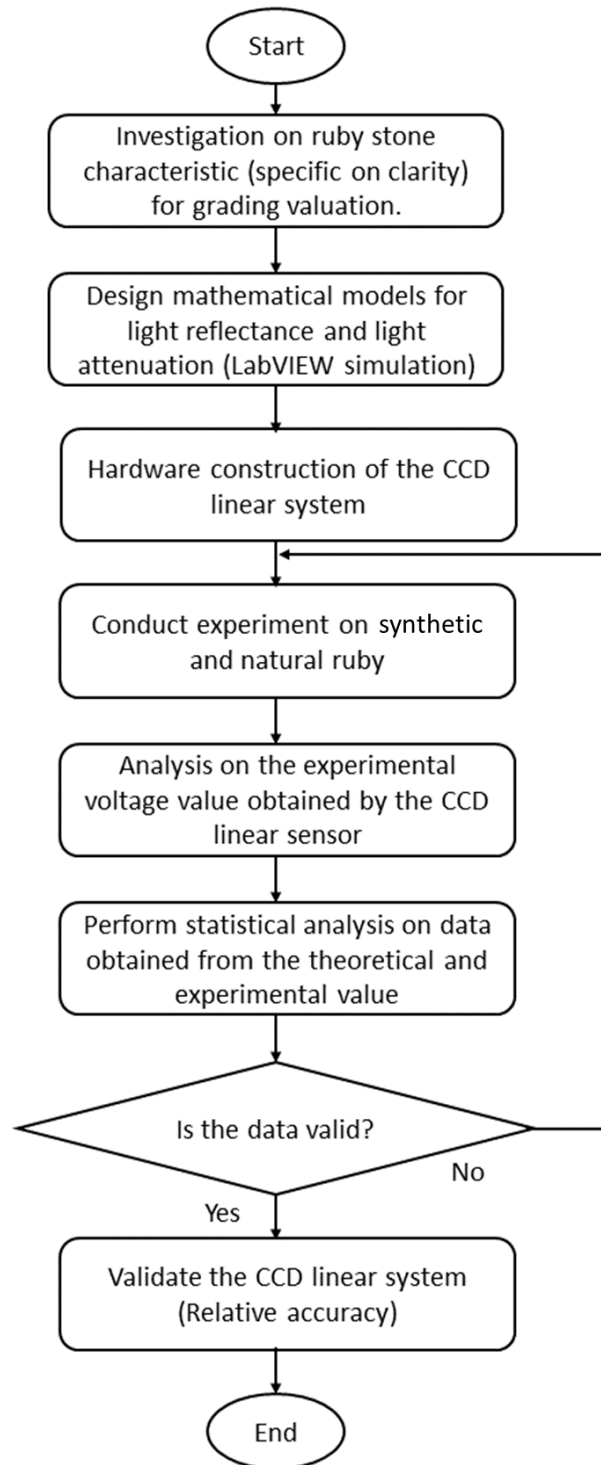 Start
Investigation on ruby stone
characteristic (specific on clarity)
for grading valuation.
Design mathematical models for
light reflectance and light
attenuation (LabVIEW simulation)
Hardware construction of the CCD
linear system
Conduct experiment on synthetic
and natural ruby
Analysis on the experimental
voltage value obtained by the CCD
linear sensor
Perform statistical analysis on data
obtained from the theoretical and
experimental value
Is the data valid?
No
Yes
Validate the CCD linear system
(Relative accuracy)
End